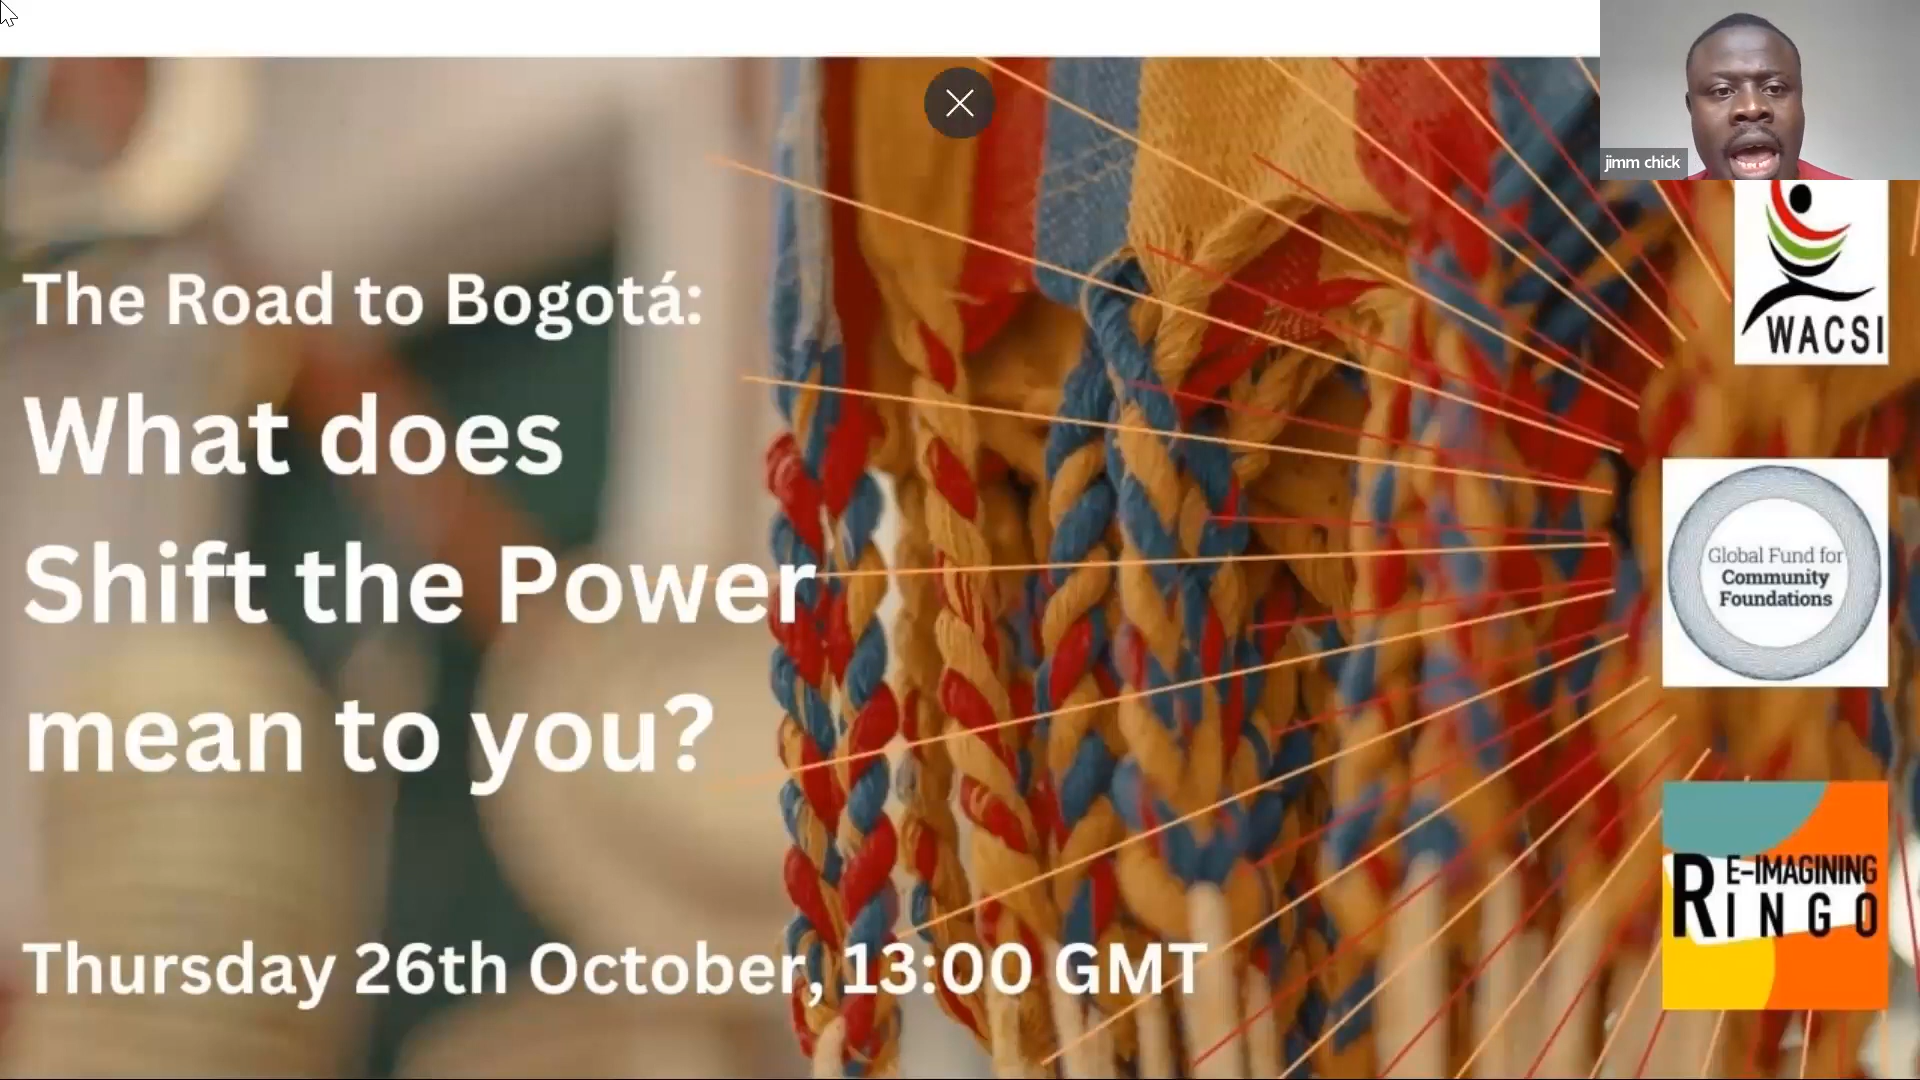 jimm chick
WACSI
The Road to Bogotá:
What does
Shift the Power
mean to you?
Global Fund for
Community
Foundations
RE-IMAGINING
RINGO
Thursday 26th October, 13:00 GMT